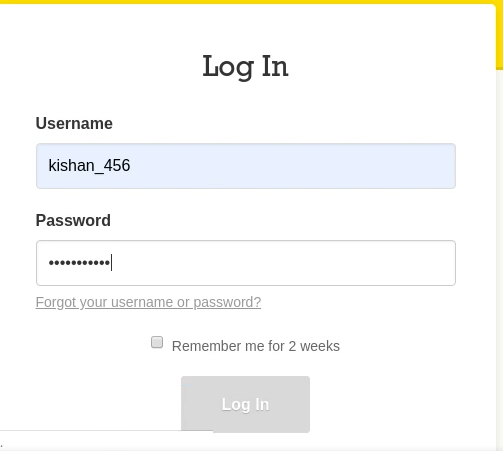 Log In
Username
kishan_456
Password
•••••••••••
Forgot your username or password?
Remember me for 2 weeks
Log In